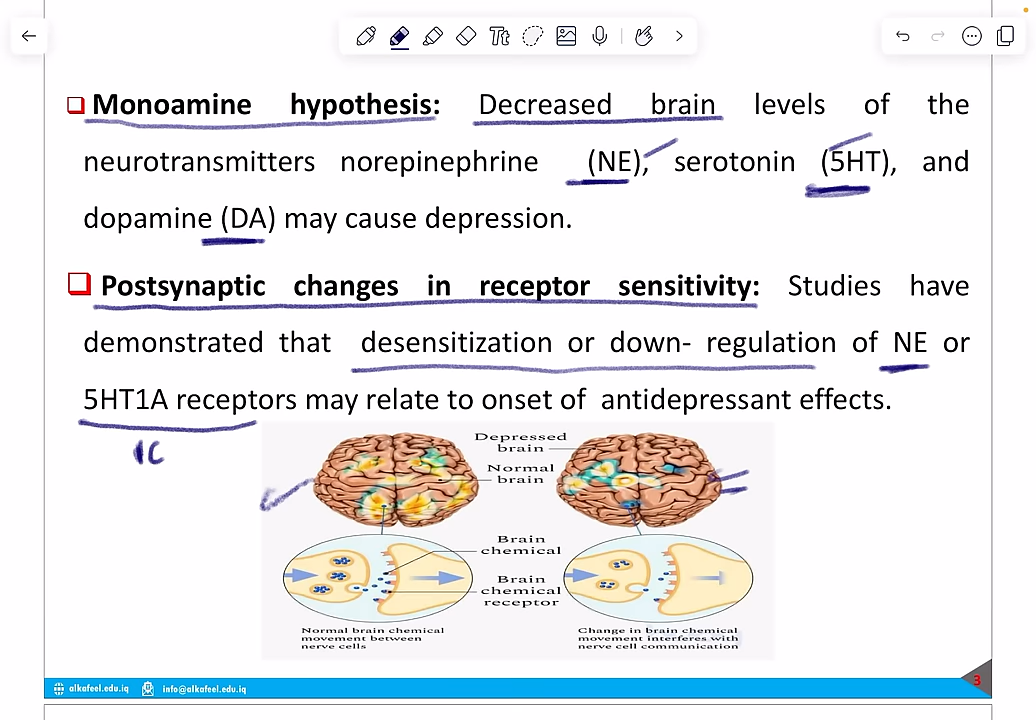 Monoamine hypothesis: Decreased brain levels of the
neurotransmitters norepinephrine (NE), serotonin (5HT), and
dopamine (DA) may cause depression.
Postsynaptic changes in receptor sensitivity: Studies have
demonstrated that desensitization or down- regulation of NE or
5HT1A receptors may relate to onset of antidepressant effects.
1C
Depressed
brain
Normal
brain
Brain
chemical
Brain
chemical
receptor
Normal brain chemical
movement between
nerve cells
Change in brain chemical
movement interferes with
nerve cell communication
alkafeel.edu.iq info@alkafeel.edu.iq
3